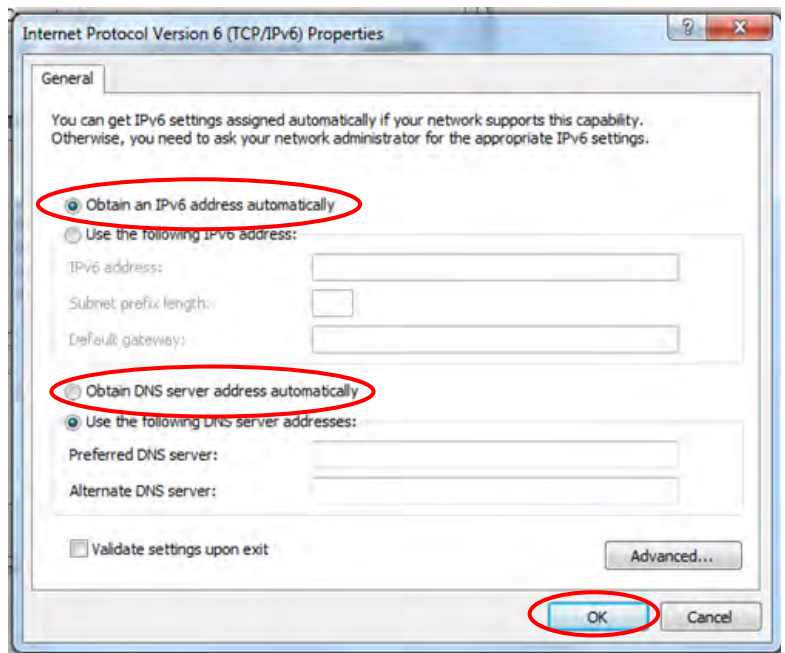 Internet Protocol Version 6 (TCP/IPv6) Properties
General
You can get IPv6 settings assigned automatically if your network supports this capability.
Otherwise, you need to ask your network administrator for the appropriate IPv6 settings.
Obtain an IPv6 address automatically
Use the following IPv6 address:
IPv6 address:
Subnet prefix length:
Default gateway:
Obtain DNS server address automatically
Use the following DNS server addresses:
Preferred DNS server:
Alternate DNS server:
Validate settings upon exit
Advanced...
OK
Cancel